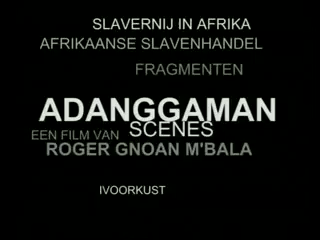 SLAVERNIJ IN AFRIKA
AFRIKAANSE SLAVENHANDEL
FRAGMENTEN
ADANGGAMAN
SCENES
EEN FILM VAN
ROGER GNOAN M'BALA
IVOORKUST